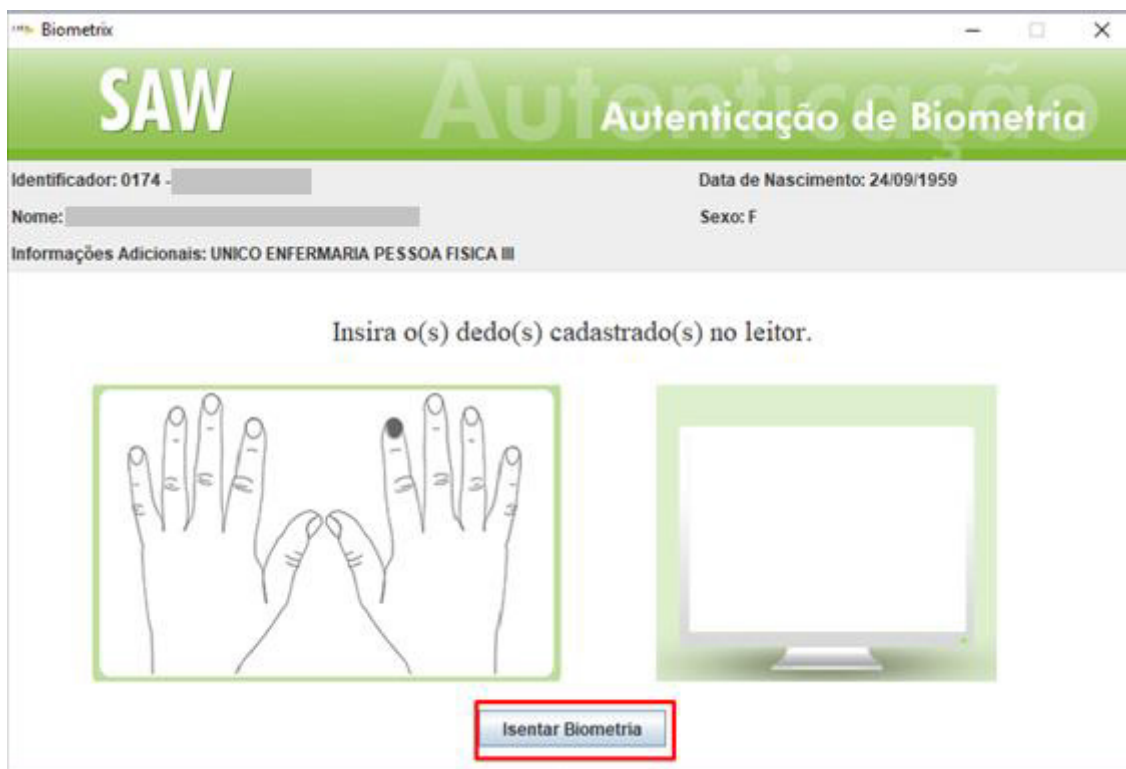 Biometrix
SAW
Autenticação
Autenticação de Biometria
Identificador: 0174 -
Data de Nascimento: 24/09/1959
Nome:
Sexo: F
Informações Adicionais: UNICO ENFERMARIA PESSOA FISICA III
Insira o(s) dedo(s) cadastrado(s) no leitor.
Isentar Biometria